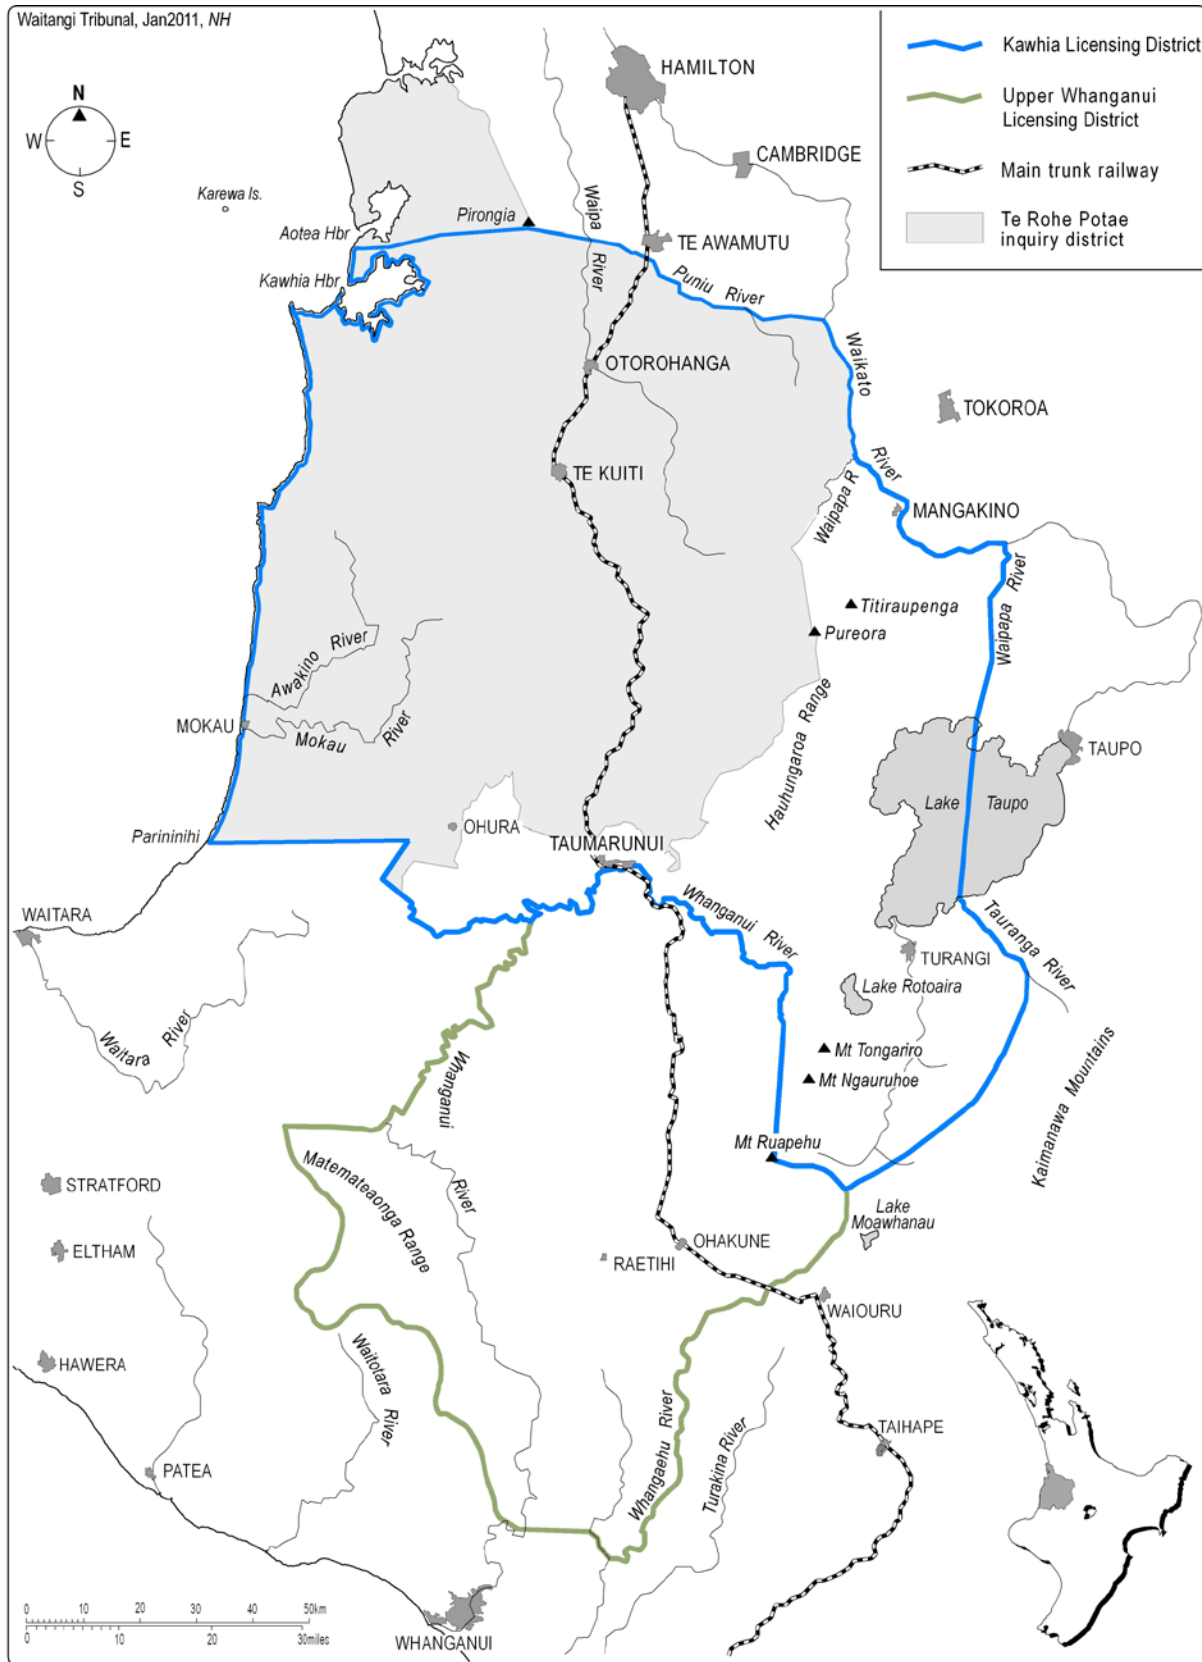 Waitangi Tribunal, Jan2011, NH
Kawhia Licensing District
Upper Whanganui
Licensing District
Main trunk railway
Te Rohe Potae
inquiry district
N
W
E
S
HAMILTON
CAMBRIDGE
Karewa Is.
Pirongia
Waipa
River
Aotea Hbr
TE AWAMUTU
Kawhia Hbr
Puniu River
OTOROHANGA
Waikato
River
TOKOROA
TE KUITI
Waipapa R
MANGAKINO
Waipapa River
Titiraupenga
Pureora
Awakino River
Hauhungaroa Range
MOKAU
Mokau
River
TAUPO
Lake Taupo
Parininihi
OHURA
TAUMARUNUI
Whanganui River
WAITARA
Tauranga River
TURANGI
Lake Rotoaira
Waitara River
Mt Tongariro
Mt Ngauruhoe
Kaimanawa Mountains
Whanganui
River
Mt Ruapehu
Matemateaonga Range
STRATFORD
Lake
Moawhanau
ELTHAM
OHAKUNE
RAETIHI
WAIOURU
HAWERA
Waitotara
River
Whangaehu River
Turakina River
TAIHAPE
PATEA
WHANGANUI
0 10 20 30 40 50km
0 10 20 30miles